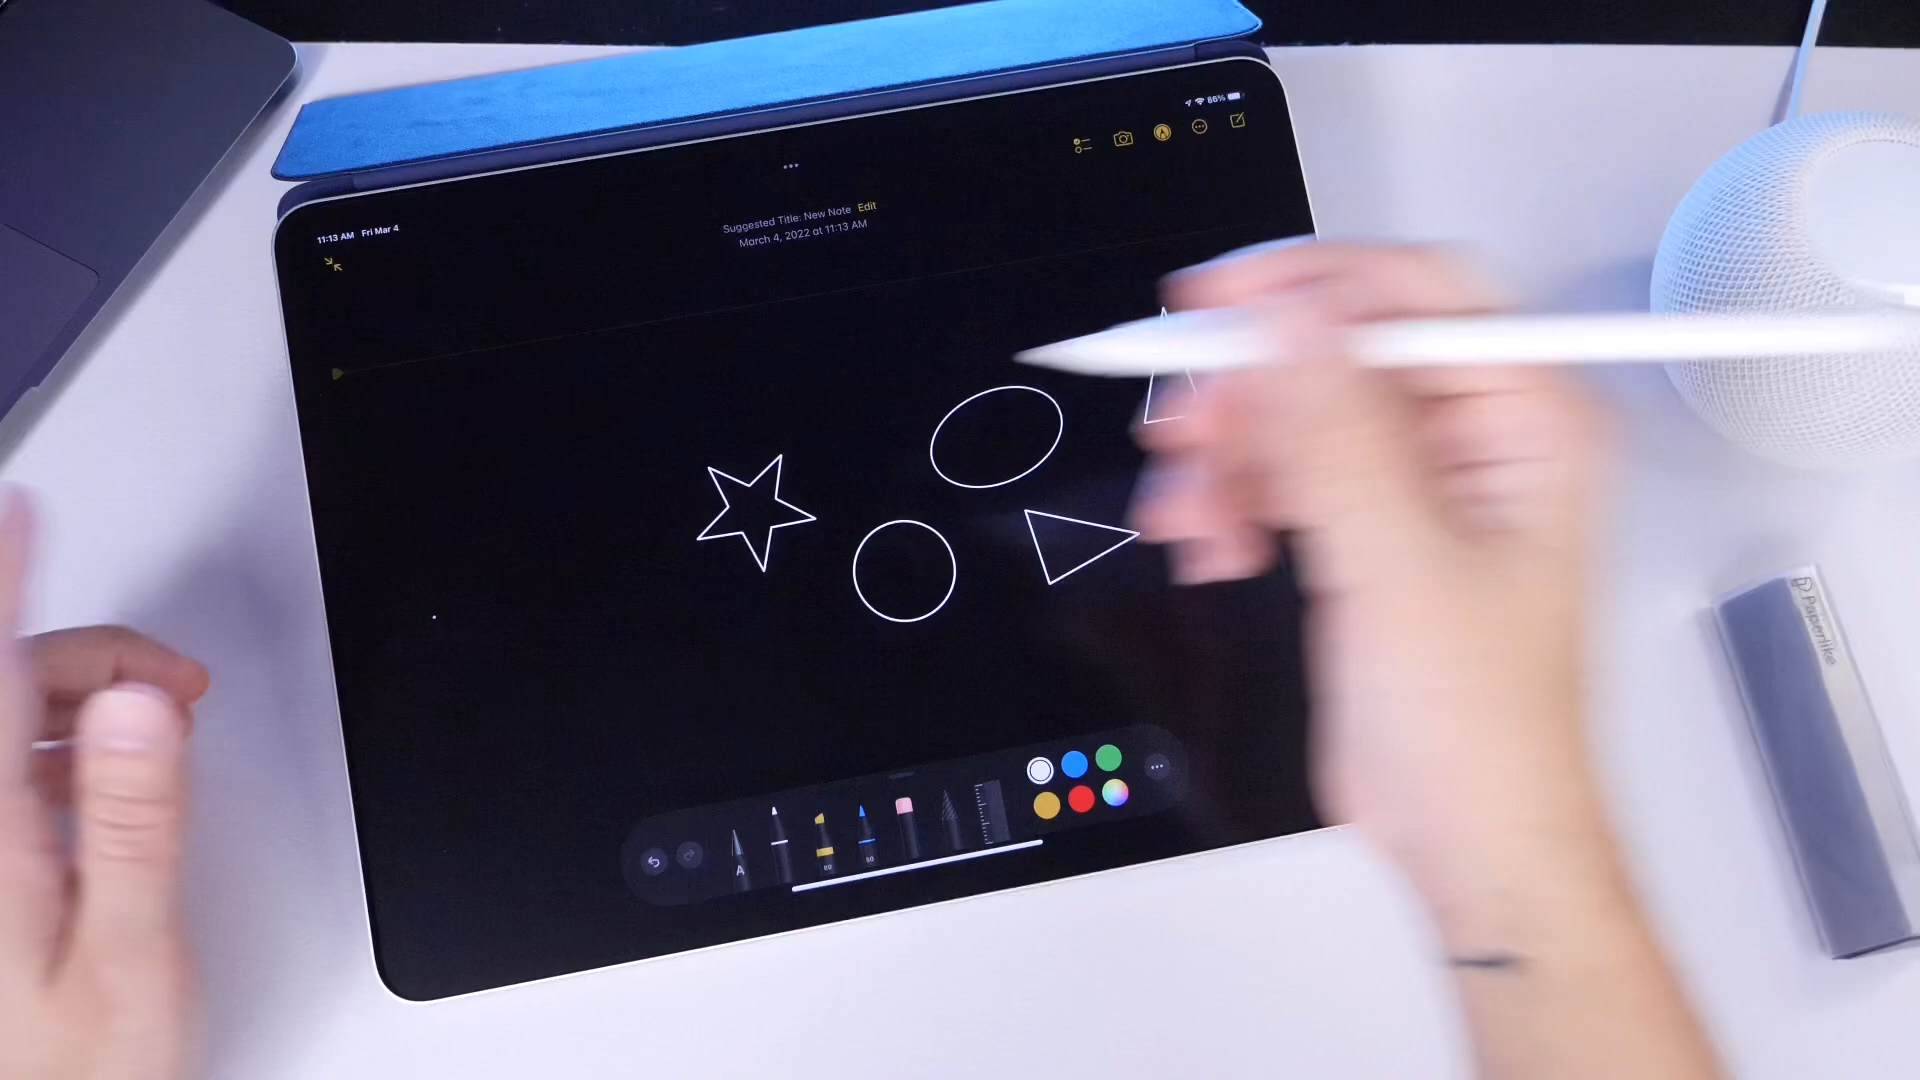 86%
11:13 AM Fri Mar 4
Suggested Title: New Note Edit
March 4, 2022 at 11:13 AM
A
80
Paperlike